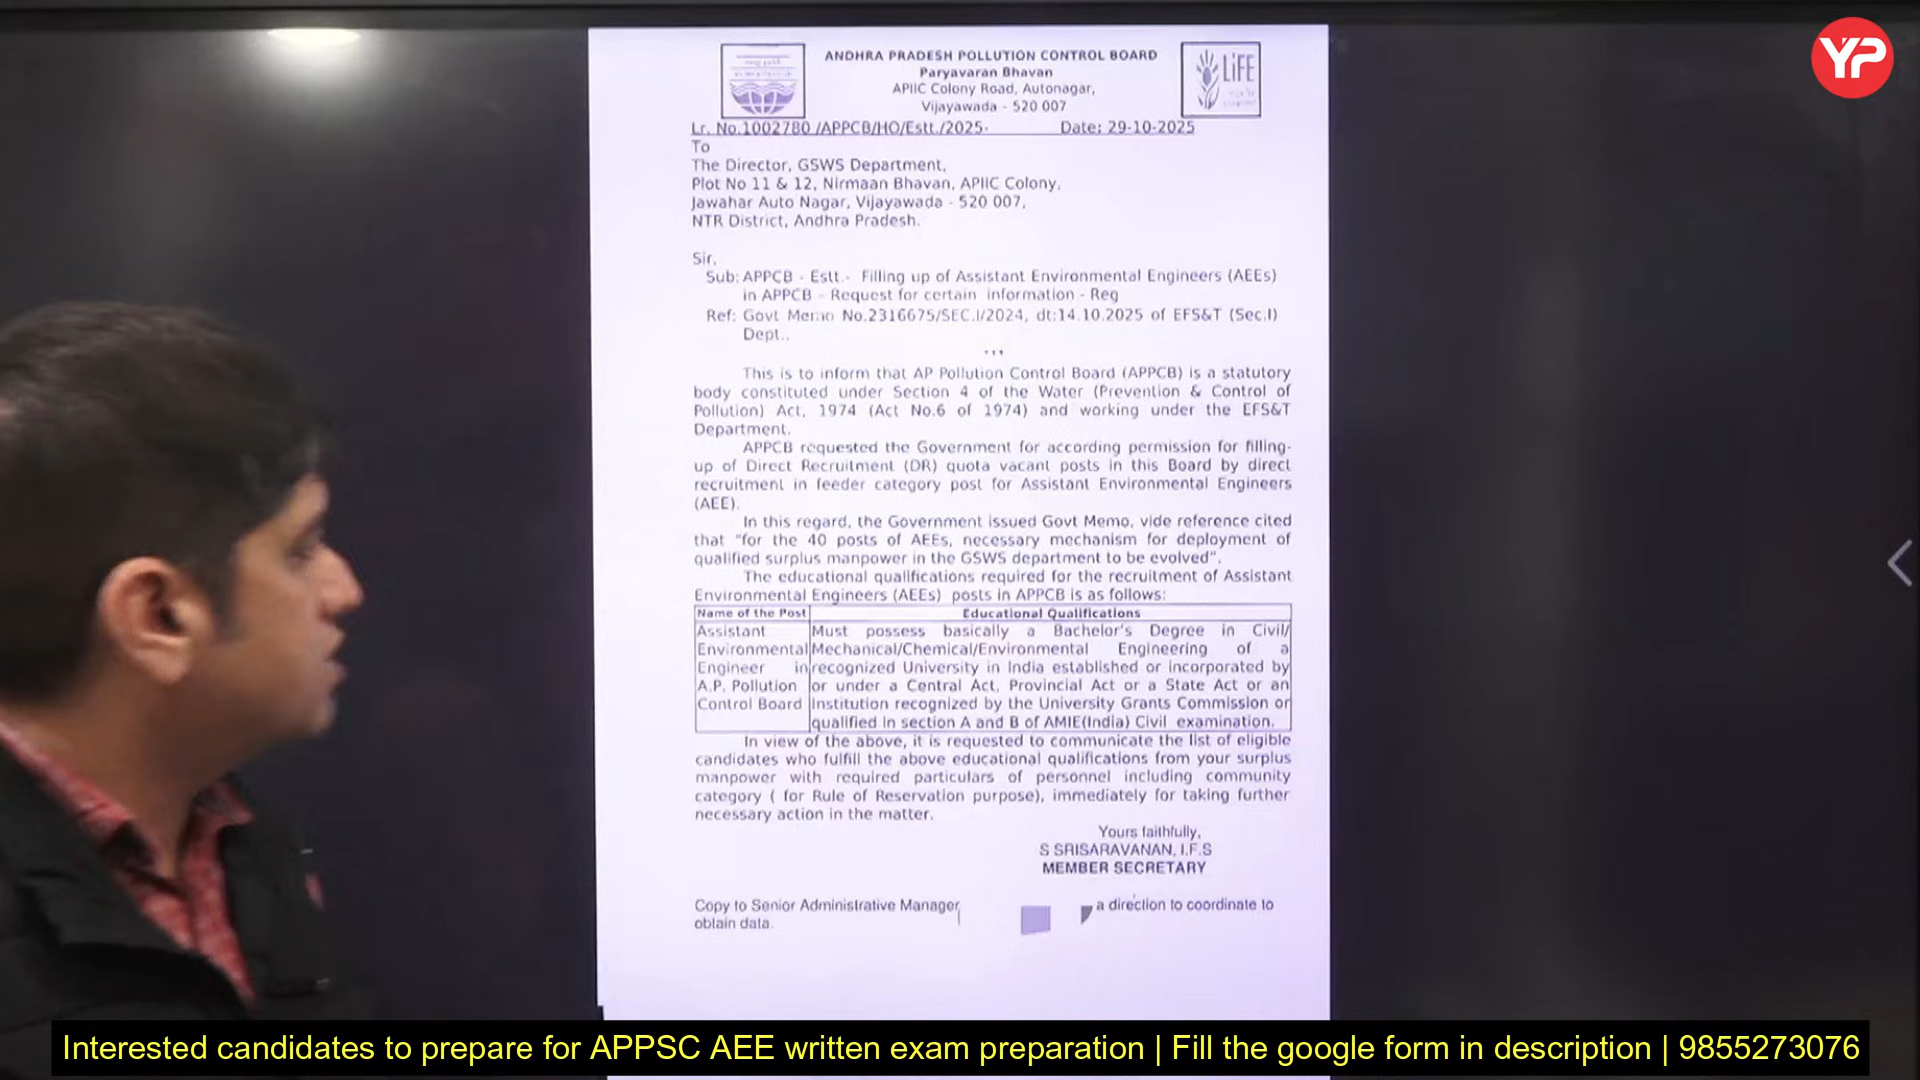 YP
ANDHRA PRADESH POLLUTION CONTROL BOARD
Paryavaran Bhavan
APIIC Colony Road, Autonagar,
Vijayawada - 520 007
LiFE
Lr. No.1002780 /APPCB/HO/Estt./2025- Date: 29-10-2025
To
The Director, GSWS Department,
Plot No 11 & 12, Nirmaan Bhavan, APIIC Colony,
Jawahar Auto Nagar, Vijayawada - 520 007,
NTR District, Andhra Pradesh.
Sir,
Sub: APPCB - Estt.- Filling up of Assistant Environmental Engineers (AEEs)
in APPCB - Request for certain information - Reg
Ref: Govt Memo No.2316675/SEC.I/2024, dt:14.10.2025 of EFS&T (Sec.I)
Dept..
...
This is to inform that AP Pollution Control Board (APPCB) is a statutory
body constituted under Section 4 of the Water (Prevention & Control of
Pollution) Act, 1974 (Act No.6 of 1974) and working under the EFS&T
Department.
APPCB requested the Government for according permission for filling-
up of Direct Recruitment (DR) quota vacant posts in this Board by direct
recruitment in feeder category post for Assistant Environmental Engineers
(AEE).
In this regard, the Government issued Govt Memo, vide reference cited
that "for the 40 posts of AEEs, necessary mechanism for deployment of
qualified surplus manpower in the GSWS department to be evolved".
The educational qualifications required for the recruitment of Assistant
Environmental Engineers (AEEs) posts in APPCB is as follows:
Name of the Post Educational Qualifications
Assistant Must possess basically a Bachelor's Degree in Civil/
Environmental Mechanical/Chemical/Environmental Engineering of a
Engineer in recognized University in India established or incorporated by
A.P. Pollution or under a Central Act, Provincial Act or a State Act or an
Control Board Institution recognized by the University Grants Commission or
qualified in section A and B of AMIE(India) Civil examination.
In view of the above, it is requested to communicate the list of eligible
candidates who fulfill the above educational qualifications from your surplus
manpower with required particulars of personnel including community
category ( for Rule of Reservation purpose), immediately for taking further
necessary action in the matter.
Yours faithfully,
S SRISARAVANAN, I.F.S
MEMBER SECRETARY
Copy to Senior Administrative Manager a direction to coordinate to
obtain data.
Interested candidates to prepare for APPSC AEE written exam preparation | Fill the google form in description | 9855273076